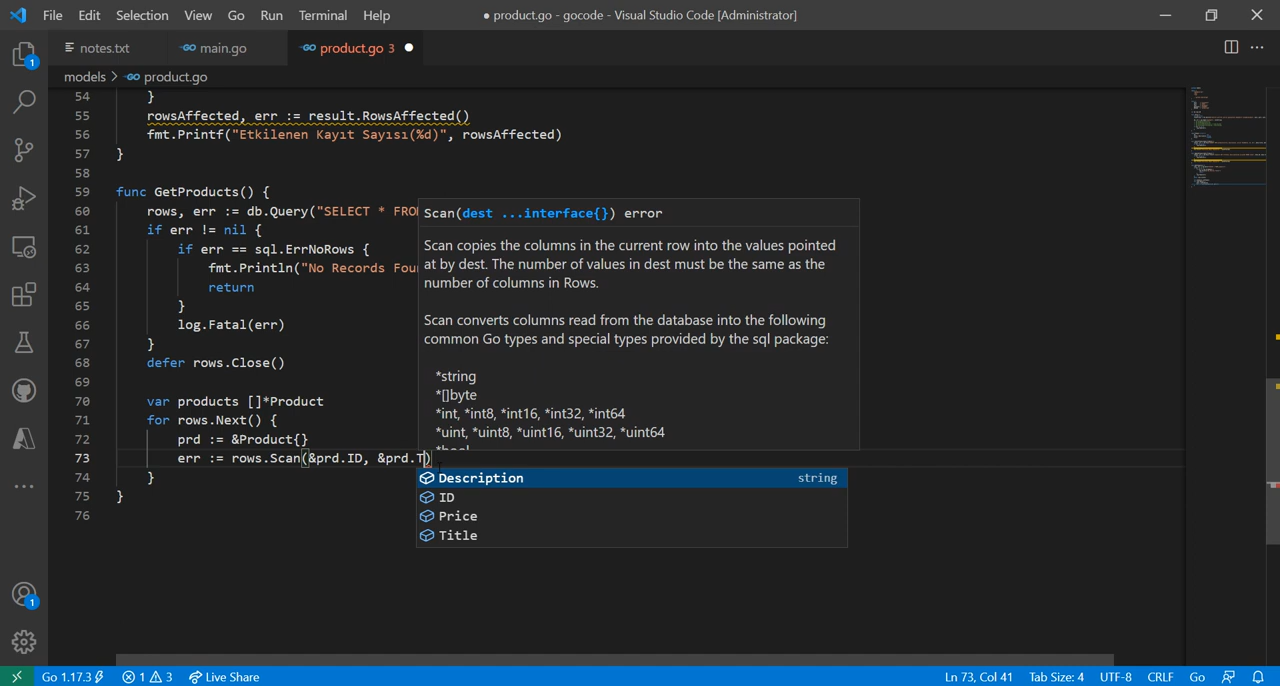 File Edit Selection View Go Run Terminal Help
● product.go - gocode - Visual Studio Code [Administrator]
notes.txt main.go product.go 3
models > product.go
54 }
55 rowsAffected, err := result.RowsAffected()
56 fmt.Printf("Etkilenen Kayıt Sayısı(%d)", rowsAffected)
57 }
58
59 func GetProducts() {
60 rows, err := db.Query("SELECT * FRO
61 if err != nil {
62 if err == sql.ErrNoRows {
63 fmt.Println("No Records Fou
64 return
65 }
66 log.Fatal(err)
67 }
68 defer rows.Close()
69
70 var products []*Product
71 for rows.Next() {
72 prd := &Product{}
73 err := rows.Scan(&prd.ID, &prd.T)
74 }
75 }
76
Scan(dest ...interface{}) error
Scan copies the columns in the current row into the values pointed
at by dest. The number of values in dest must be the same as the
number of columns in Rows.
Scan converts columns read from the database into the following
common Go types and special types provided by the sql package:
*string
*[]byte
*int, *int8, *int16, *int32, *int64
*uint, *uint8, *uint16, *uint32, *uint64
*bool
Description string
ID
Price
Title
1
1
Go 1.17.3 1 3 Live Share Ln 73, Col 41 Tab Size: 4 UTF-8 CRLF Go